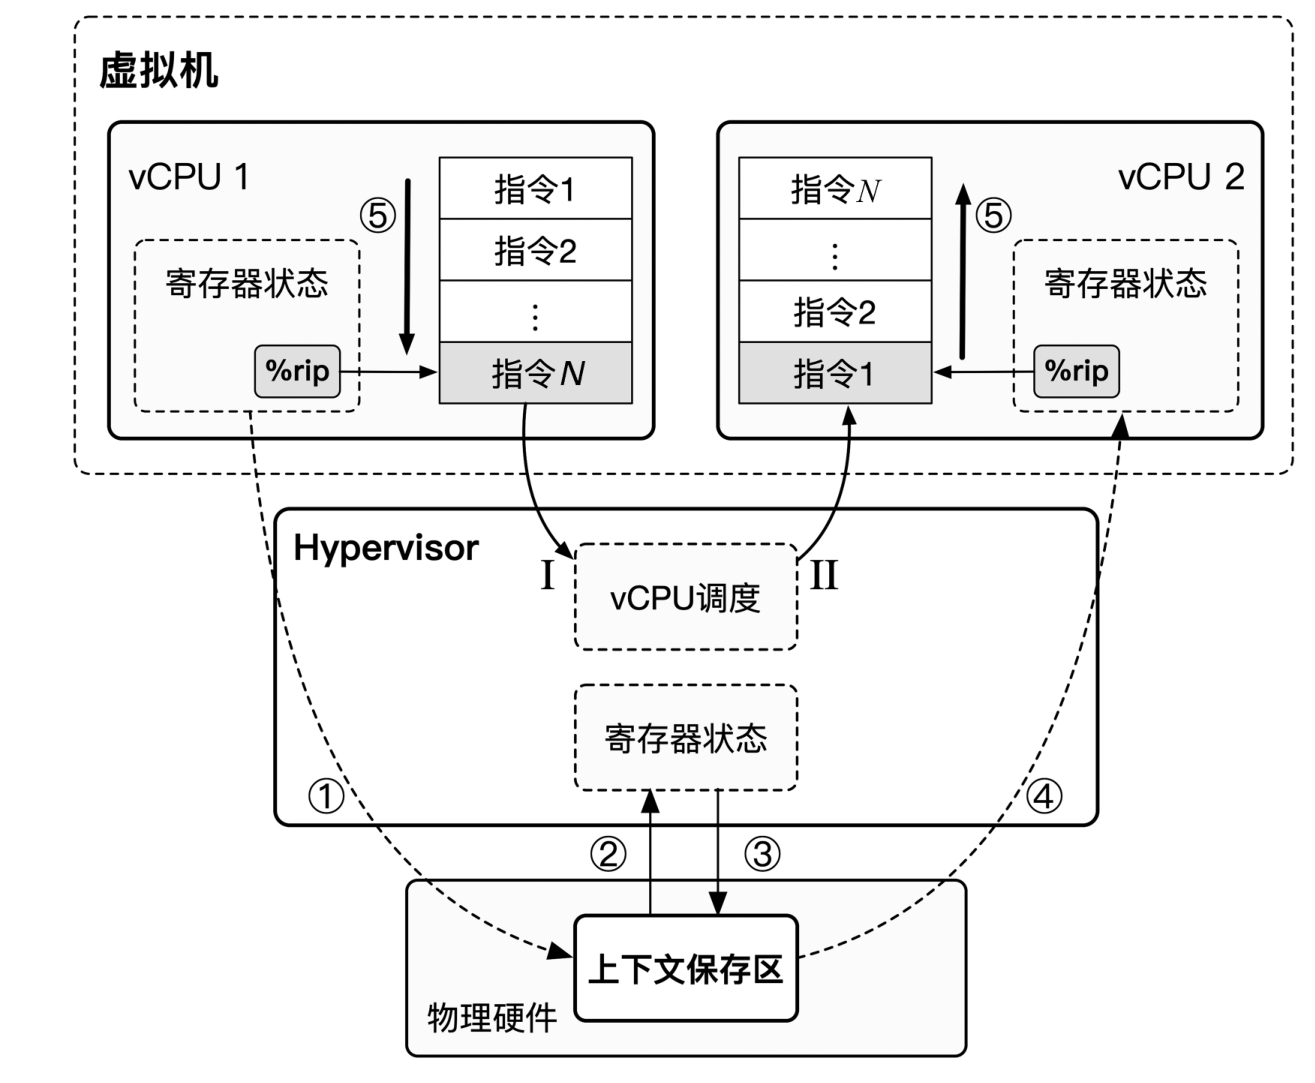 虚拟机
vCPU 1
⑤
寄存器状态
%rip
指令1
指令2
⋮
指令N
指令N
⋮
指令2
指令1
vCPU 2
⑤
寄存器状态
%rip
Hypervisor
I
vCPU调度
II
寄存器状态
①
④
②
③
上下文保存区
物理硬件